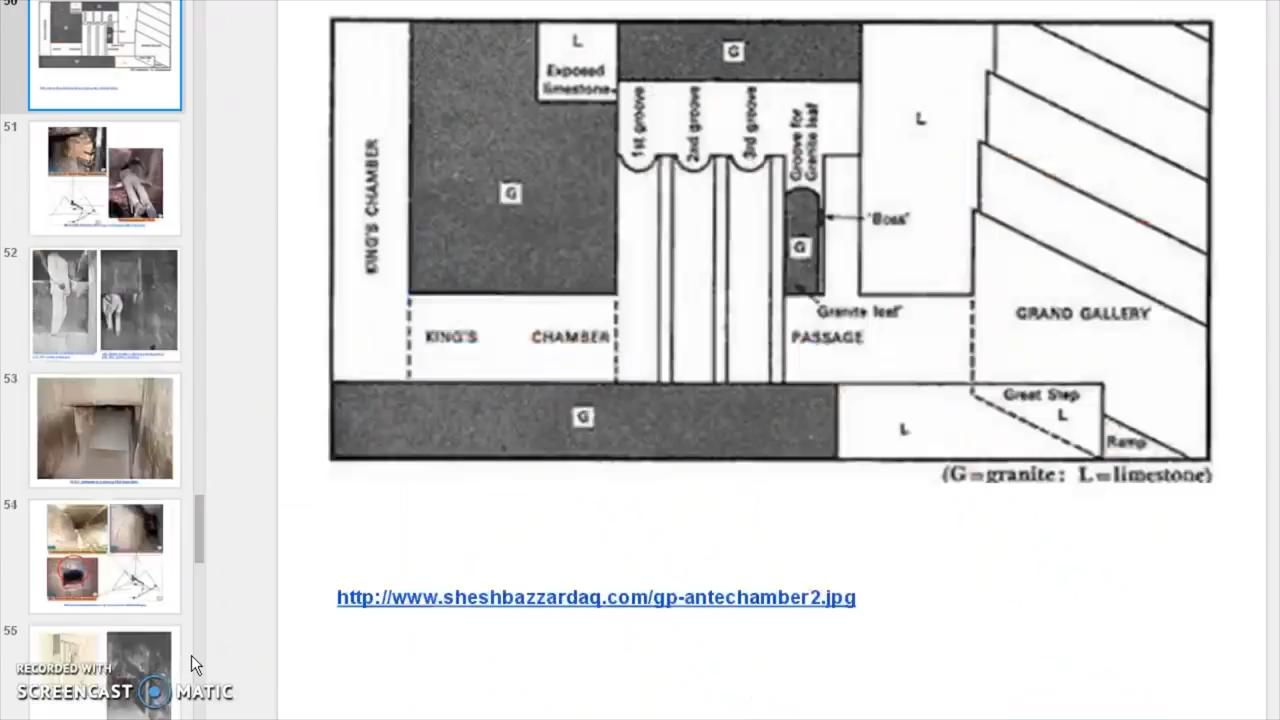 50
51
52
53
54
55
L
Exposed
limestone
G
KING'S CHAMBER
G
1st groove
2nd groove
3rd groove
Groove for
Granite leaf
L
'Boss'
G
Granite leaf'
KING'S CHAMBER PASSAGE
GRAND GALLERY
G
L
Great Step
L
Ramp
(G=granite; L=limestone)
http://www.sheshbazzardaq.com/gp-antechamber2.jpg
RECORDED WITH
SCREENCAST MATIC